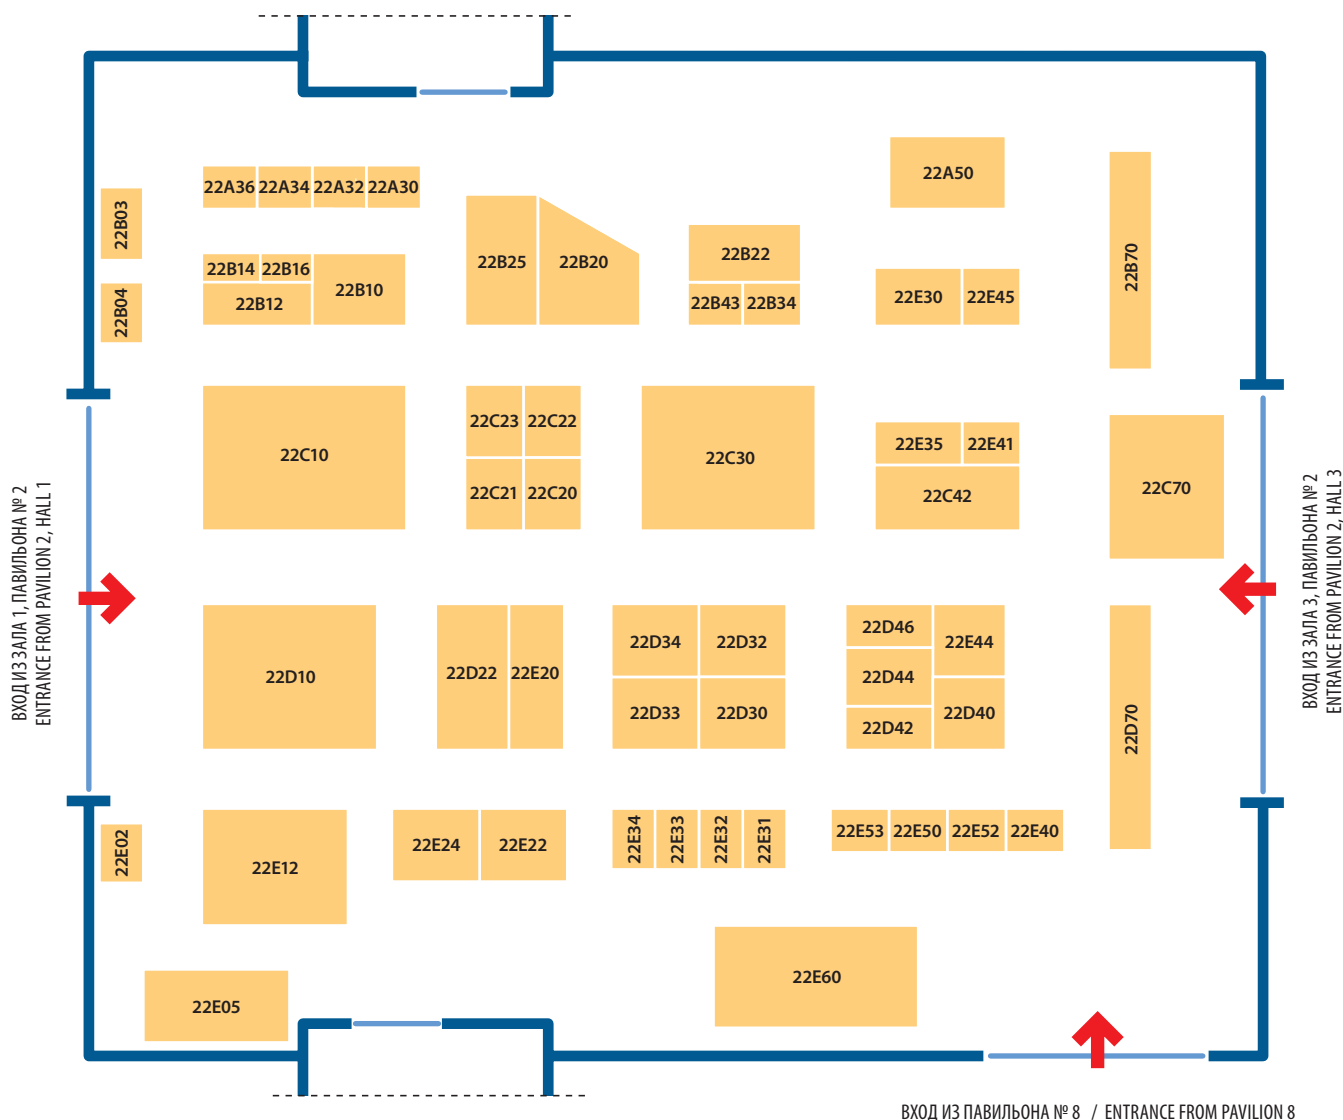 22A50
22A36 22A34 22A32 22A30
22B03
22B25 22B20
22B22
22B70
22B14 22B16
22B10
22B12
22B04
22B43 22B34
22E30 22E45
22C10
22C23 22C22
22C21 22C20
22C30
22E35 22E41
22C42
22C70
ВХОД ИЗ ЗАЛА 1, ПАВИЛЬОНА № 2
ENTRANCE FROM PAVILION 2, HALL 1
ВХОД ИЗ ЗАЛА 3, ПАВИЛЬОНА № 2
ENTRANCE FROM PAVILION 2, HALL 3
22D10
22D22 22E20
22D34 22D32
22D33 22D30
22D46
22E44
22D44
22D42
22D40
22D70
22E02
22E12
22E24 22E22
22E34 22E33 22E32 22E31
22E53 22E50 22E52 22E40
22E05
22E60
ВХОД ИЗ ПАВИЛЬОНА № 8 / ENTRANCE FROM PAVILION 8